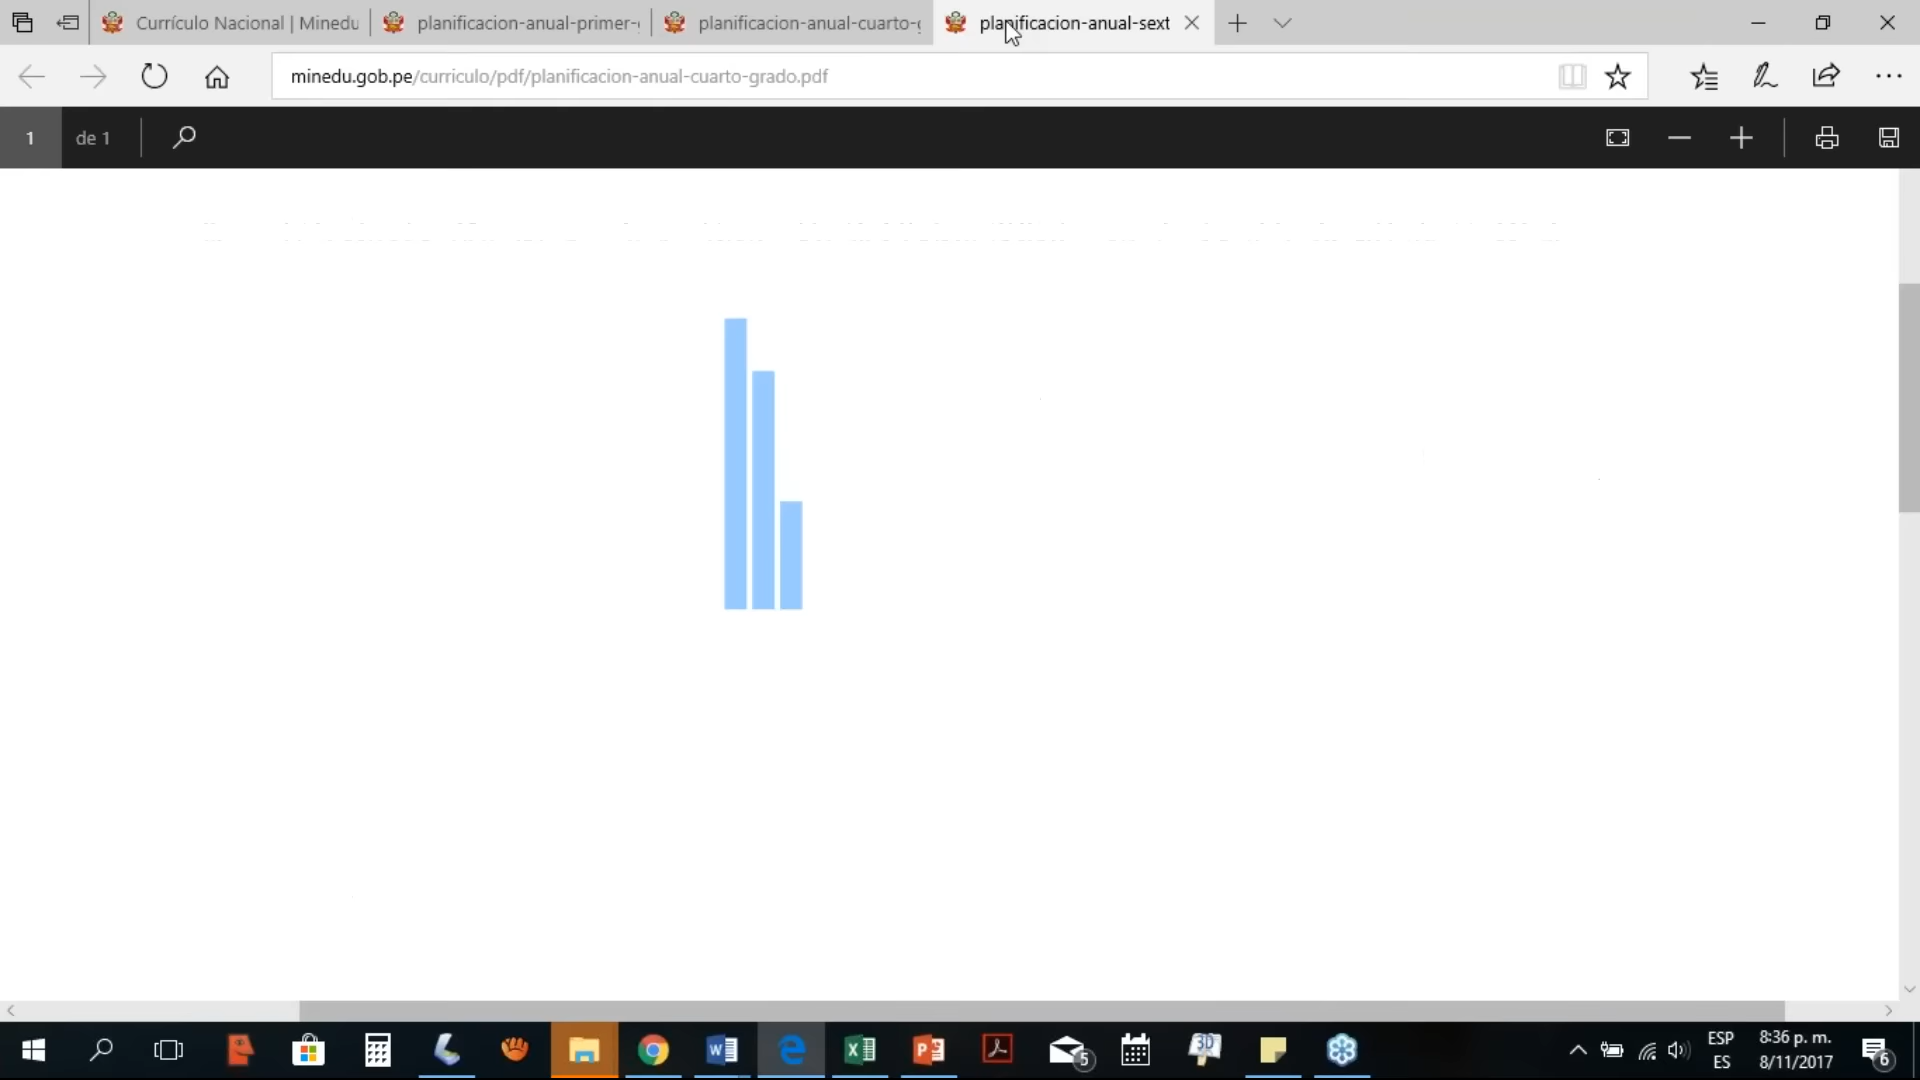 Currículo Nacional | Minedu
planificacion-anual-primer-
planificacion-anual-cuarto-
planificacion-anual-sext
minedu.gob.pe/curriculo/pdf/planificacion-anual-cuarto-grado.pdf
1 de 1
5
ESP
ES
8:36 p. m.
8/11/2017
6